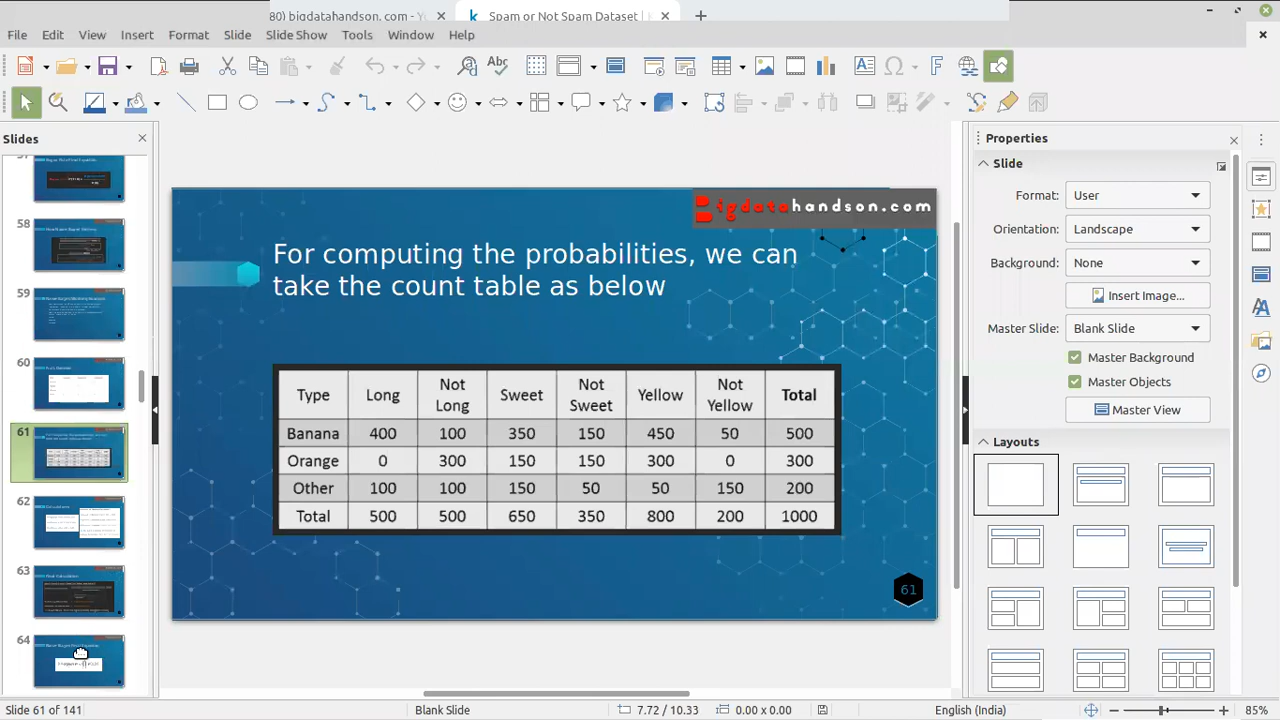 80) bigdatahandson. com - Y
Spam or Not Spam Dataset |
File Edit View Insert Format Slide Slide Show Tools Window Help
Slides
Properties
58
59
60
61
62
63
64
Bigdatahandson.com
For computing the probabilities, we can
take the count table as below
Type Long Not Long Sweet Not Sweet Yellow Not Yellow Total
Banana 400 100 350 150 450 50 500
Orange 0 300 150 150 300 0 300
Other 100 100 150 50 50 150 200
Total 500 500 650 350 800 200 1000
61
Slide
Format: User
Orientation: Landscape
Background: None
Insert Image...
Master Slide: Blank Slide
Master Background
Master Objects
Master View
Layouts
Slide 61 of 141
Blank Slide
7.72 / 10.33
0.00 x 0.00
English (India)
85%